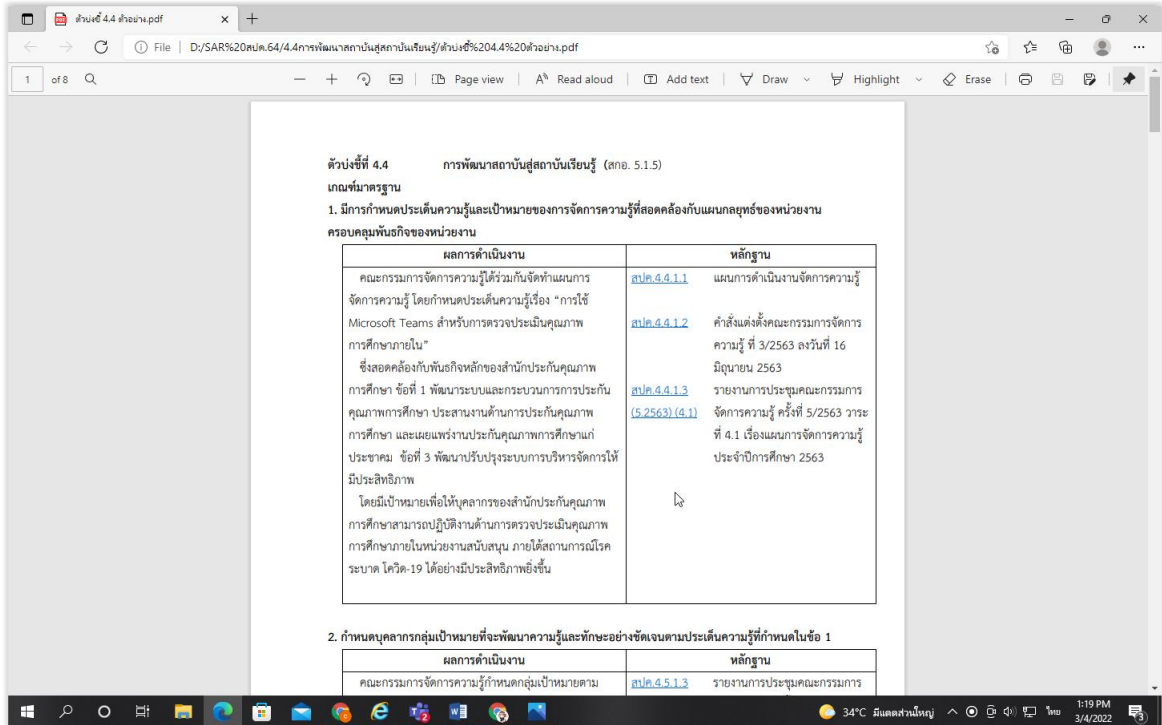 ตัวบ่งชี้ 4.4 ตัวอย่าง.pdf
File D:/SAR%20สปค.64/4.4การพัฒนาสถาบันสู่สถาบันเรียนรู้/ตัวบ่งชี้%204.4%20ตัวอย่าง.pdf
1 of 8 Page view Read aloud Add text Draw Highlight Erase
ตัวบ่งชี้ที่ 4.4 การพัฒนาสถาบันสู่สถาบันเรียนรู้ (สกอ. 5.1.5)
เกณฑ์มาตรฐาน
1. มีการกำหนดประเด็นความรู้และเป้าหมายของการจัดการความรู้ที่สอดคล้องกับแผนกลยุทธ์ของหน่วยงาน
ครอบคลุมพันธกิจของหน่วยงาน
ผลการดำเนินงาน
คณะกรรมการจัดการความรู้ได้ร่วมกันจัดทำแผนการ
จัดการความรู้ โดยกำหนดประเด็นความรู้เรื่อง "การใช้
Microsoft Teams สำหรับการตรวจประเมินคุณภาพ
การศึกษาภายใน"
ซึ่งสอดคล้องกับพันธกิจหลักของสำนักประกันคุณภาพ
การศึกษา ข้อที่ 1 พัฒนาระบบและกระบวนการการประกัน
คุณภาพการศึกษา ประสานงานด้านการประกันคุณภาพ
การศึกษา และเผยแพร่งานประกันคุณภาพการศึกษาแก่
ประชาคม ข้อที่ 3 พัฒนาปรับปรุงระบบการบริหารจัดการให้
มีประสิทธิภาพ
โดยมีเป้าหมายเพื่อให้บุคลากรของสำนักประกันคุณภาพ
การศึกษาสามารถปฏิบัติงานด้านการตรวจประเมินคุณภาพ
การศึกษาภายในหน่วยงานสนับสนุน ภายใต้สถานการณ์โรค
ระบาด โควิด-19 ได้อย่างมีประสิทธิภาพยิ่งขึ้น
หลักฐาน
สปค.4.4.1.1 แผนการดำเนินงานจัดการความรู้
สปค.4.4.1.2 คำสั่งแต่งตั้งคณะกรรมการจัดการ
ความรู้ ที่ 3/2563 ลงวันที่ 16
มิถุนายน 2563
สปค.4.4.1.3 รายงานการประชุมคณะกรรมการ
(5.2563) (4.1) จัดการความรู้ ครั้งที่ 5/2563 วาระ
ที่ 4.1 เรื่องแผนการจัดการความรู้
ประจำปีการศึกษา 2563
2. กำหนดบุคลากรกลุ่มเป้าหมายที่จะพัฒนาความรู้และทักษะอย่างชัดเจนตามประเด็นความรู้ที่กำหนดในข้อ 1
ผลการดำเนินงาน หลักฐาน
คณะกรรมการจัดการความรู้กำหนดกลุ่มเป้าหมายตาม สปค.4.5.1.3 รายงานการประชุมคณะกรรมการ
34°C มีแดดส่วนใหญ่ ไทย 1:19 PM
3/4/2022